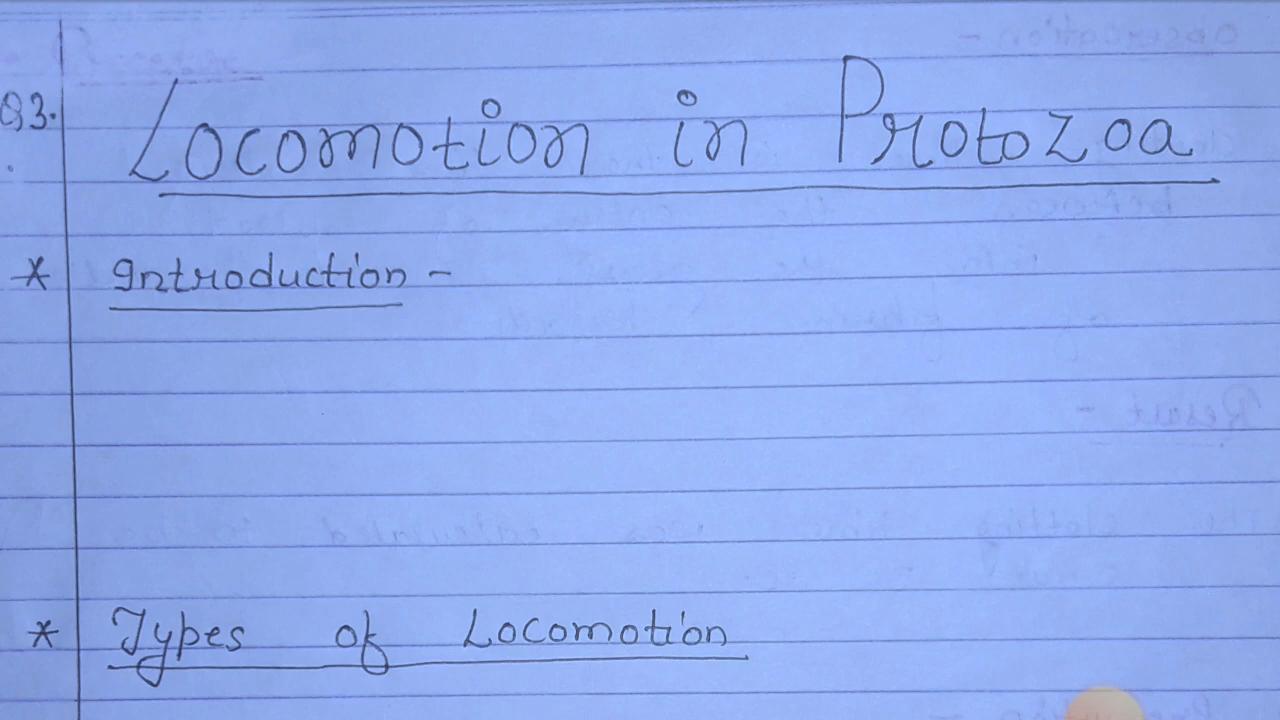 Q3.
Locomotion in Protozoa
* Introduction -
* Types of Locomotion